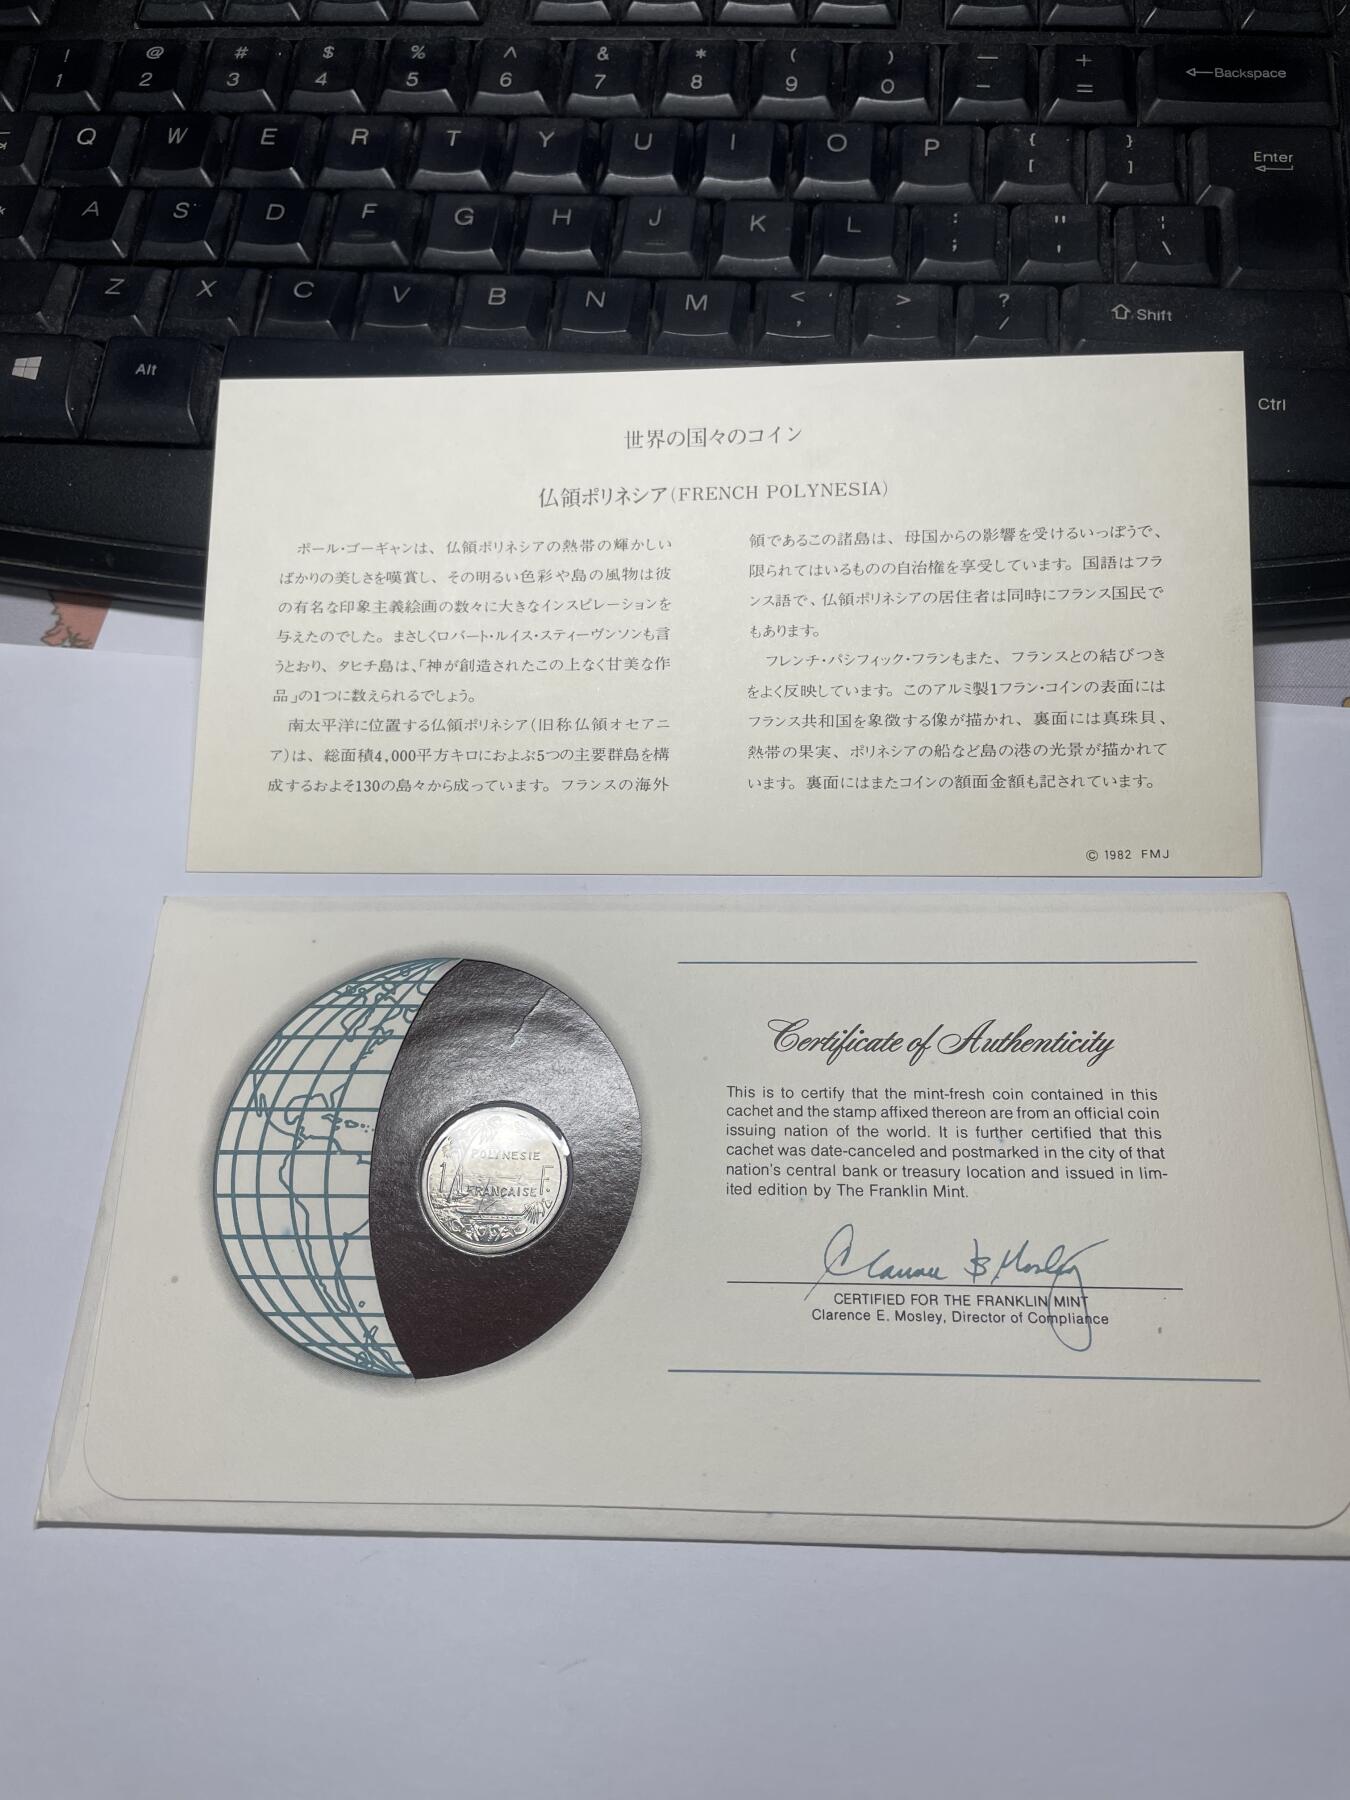 ! @ # $ % ^ & * ( ) — +
1 2 3 4 5 6 7 8 9 0 - = Backspace
Q W E R T Y U I O P { [ } ] Enter
A S D F G H J K L : ; " ' ¦ \
Z X C V B N M < , > . ? / Shift
Alt Ctrl
世界の国々のコイン
仏領ポリネシア(FRENCH POLYNESIA)
ポール・ゴーギャンは、仏領ポリネシアの熱帯の輝かしい
ばかりの美しさを嘆賞し、その明るい色彩や島の風物は彼
の有名な印象主義絵画の数々に大きなインスピレーションを
与えたのでした。まさしくロバート・ルイス・スティーヴンソンも言
うとおり、タヒチ島は、「神が創造されたこの上なく甘美な作
品」の1つに数えられるでしょう。
南太平洋に位置する仏領ポリネシア(旧称仏領オセアニ
ア)は、総面積4,000平方キロにおよぶ5つの主要群島を構
成するおよそ130の島々から成っています。フランスの海外
領であるこの諸島は、母国からの影響を受けるいっぽうで、
限られてはいるものの自治権を享受しています。国語はフラ
ンス語で、仏領ポリネシアの居住者は同時にフランス国民で
もあります。
フレンチ・パシフィック・フランもまた、フランスとの結びつき
をよく反映しています。このアルミ製1フラン・コインの表面には
フランス共和国を象徴する像が描かれ、裏面には真珠貝、
熱帯の果実、ポリネシアの船など島の港の光景が描かれて
います。裏面にはまたコインの額面金額も記されています。
© 1982 FMJ
POLYNESIE
1 F.
FRANÇAISE
Certificate of Authenticity
This is to certify that the mint-fresh coin contained in this
cachet and the stamp affixed thereon are from an official coin
issuing nation of the world. It is further certified that this
cachet was date-canceled and postmarked in the city of that
nation's central bank or treasury location and issued in lim-
ited edition by The Franklin Mint.
CERTIFIED FOR THE FRANKLIN MINT
Clarence E. Mosley, Director of Compliance